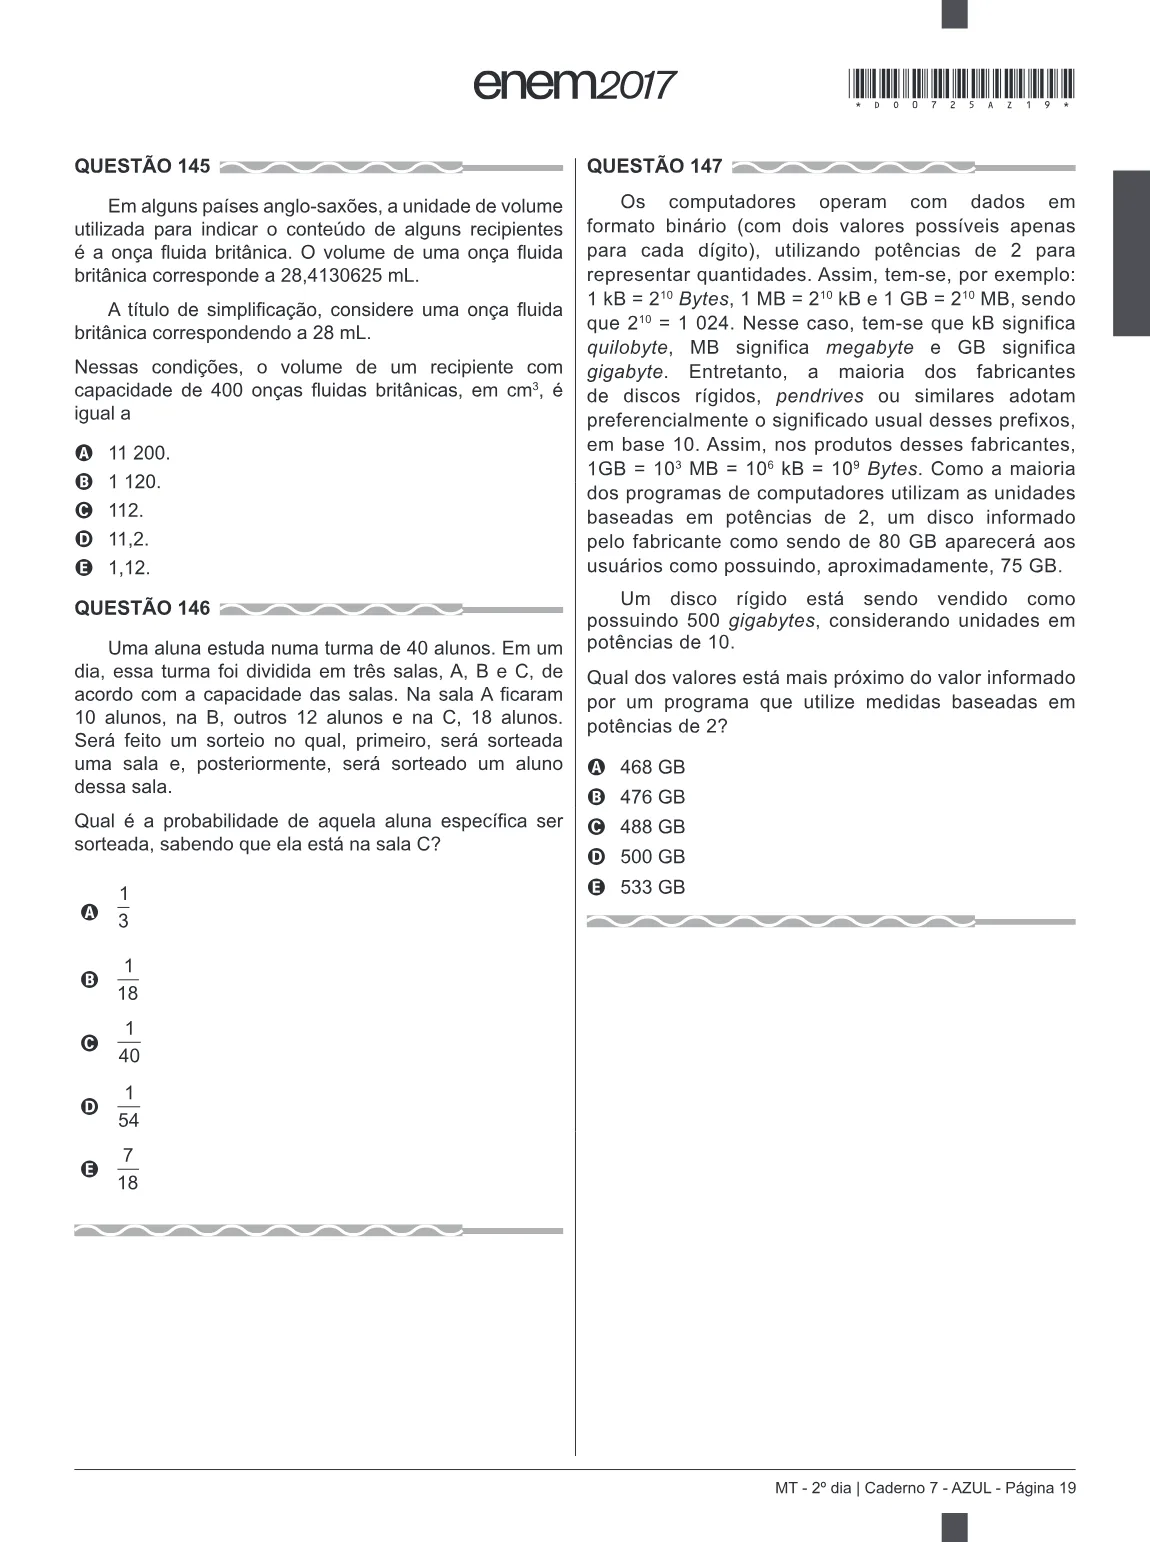 enem2017
*D00725AZ19*
QUESTÃO 145
Em alguns países anglo-saxões, a unidade de volume
utilizada para indicar o conteúdo de alguns recipientes
é a onça fluida britânica. O volume de uma onça fluida
britânica corresponde a 28,4130625 mL.
A título de simplificação, considere uma onça fluida
britânica correspondendo a 28 mL.
Nessas condições, o volume de um recipiente com
capacidade de 400 onças fluidas britânicas, em cm³, é
igual a
A 11 200.
B 1 120.
C 112.
D 11,2.
E 1,12.
QUESTÃO 146
Uma aluna estuda numa turma de 40 alunos. Em um
dia, essa turma foi dividida em três salas, A, B e C, de
acordo com a capacidade das salas. Na sala A ficaram
10 alunos, na B, outros 12 alunos e na C, 18 alunos.
Será feito um sorteio no qual, primeiro, será sorteada
uma sala e, posteriormente, será sorteado um aluno
dessa sala.
Qual é a probabilidade de aquela aluna específica ser
sorteada, sabendo que ela está na sala C?
A 1/3
B 1/18
C 1/40
D 1/54
E 7/18
QUESTÃO 147
Os computadores operam com dados em
formato binário (com dois valores possíveis apenas
para cada dígito), utilizando potências de 2 para
representar quantidades. Assim, tem-se, por exemplo:
1 kB = 2¹⁰ Bytes, 1 MB = 2¹⁰ kB e 1 GB = 2¹⁰ MB, sendo
que 2¹⁰ = 1 024. Nesse caso, tem-se que kB significa
quilobyte, MB significa megabyte e GB significa
gigabyte. Entretanto, a maioria dos fabricantes
de discos rígidos, pendrives ou similares adotam
preferencialmente o significado usual desses prefixos,
em base 10. Assim, nos produtos desses fabricantes,
1GB = 10³ MB = 10⁶ kB = 10⁹ Bytes. Como a maioria
dos programas de computadores utilizam as unidades
baseadas em potências de 2, um disco informado
pelo fabricante como sendo de 80 GB aparecerá aos
usuários como possuindo, aproximadamente, 75 GB.
Um disco rígido está sendo vendido como
possuindo 500 gigabytes, considerando unidades em
potências de 10.
Qual dos valores está mais próximo do valor informado
por um programa que utilize medidas baseadas em
potências de 2?
A 468 GB
B 476 GB
C 488 GB
D 500 GB
E 533 GB
MT - 2º dia | Caderno 7 - AZUL - Página 19